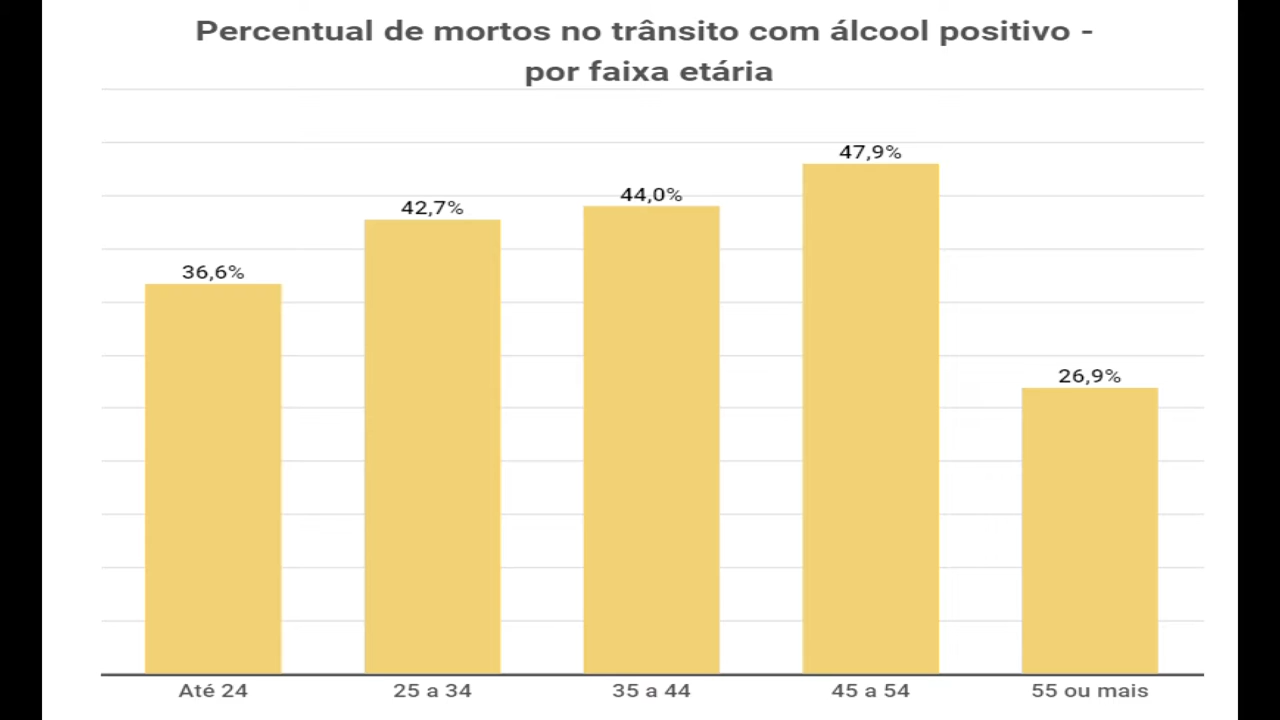 Percentual de mortos no trânsito com álcool positivo -
por faixa etária
36,6%
42,7%
44,0%
47,9%
26,9%
Até 24
25 a 34
35 a 44
45 a 54
55 ou mais